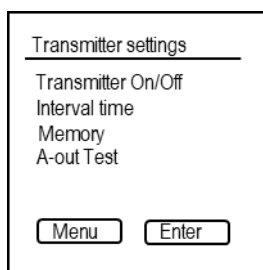 Transmitter settings
Transmitter On/Off
Interval time
Memory
A-out Test
Menu Enter